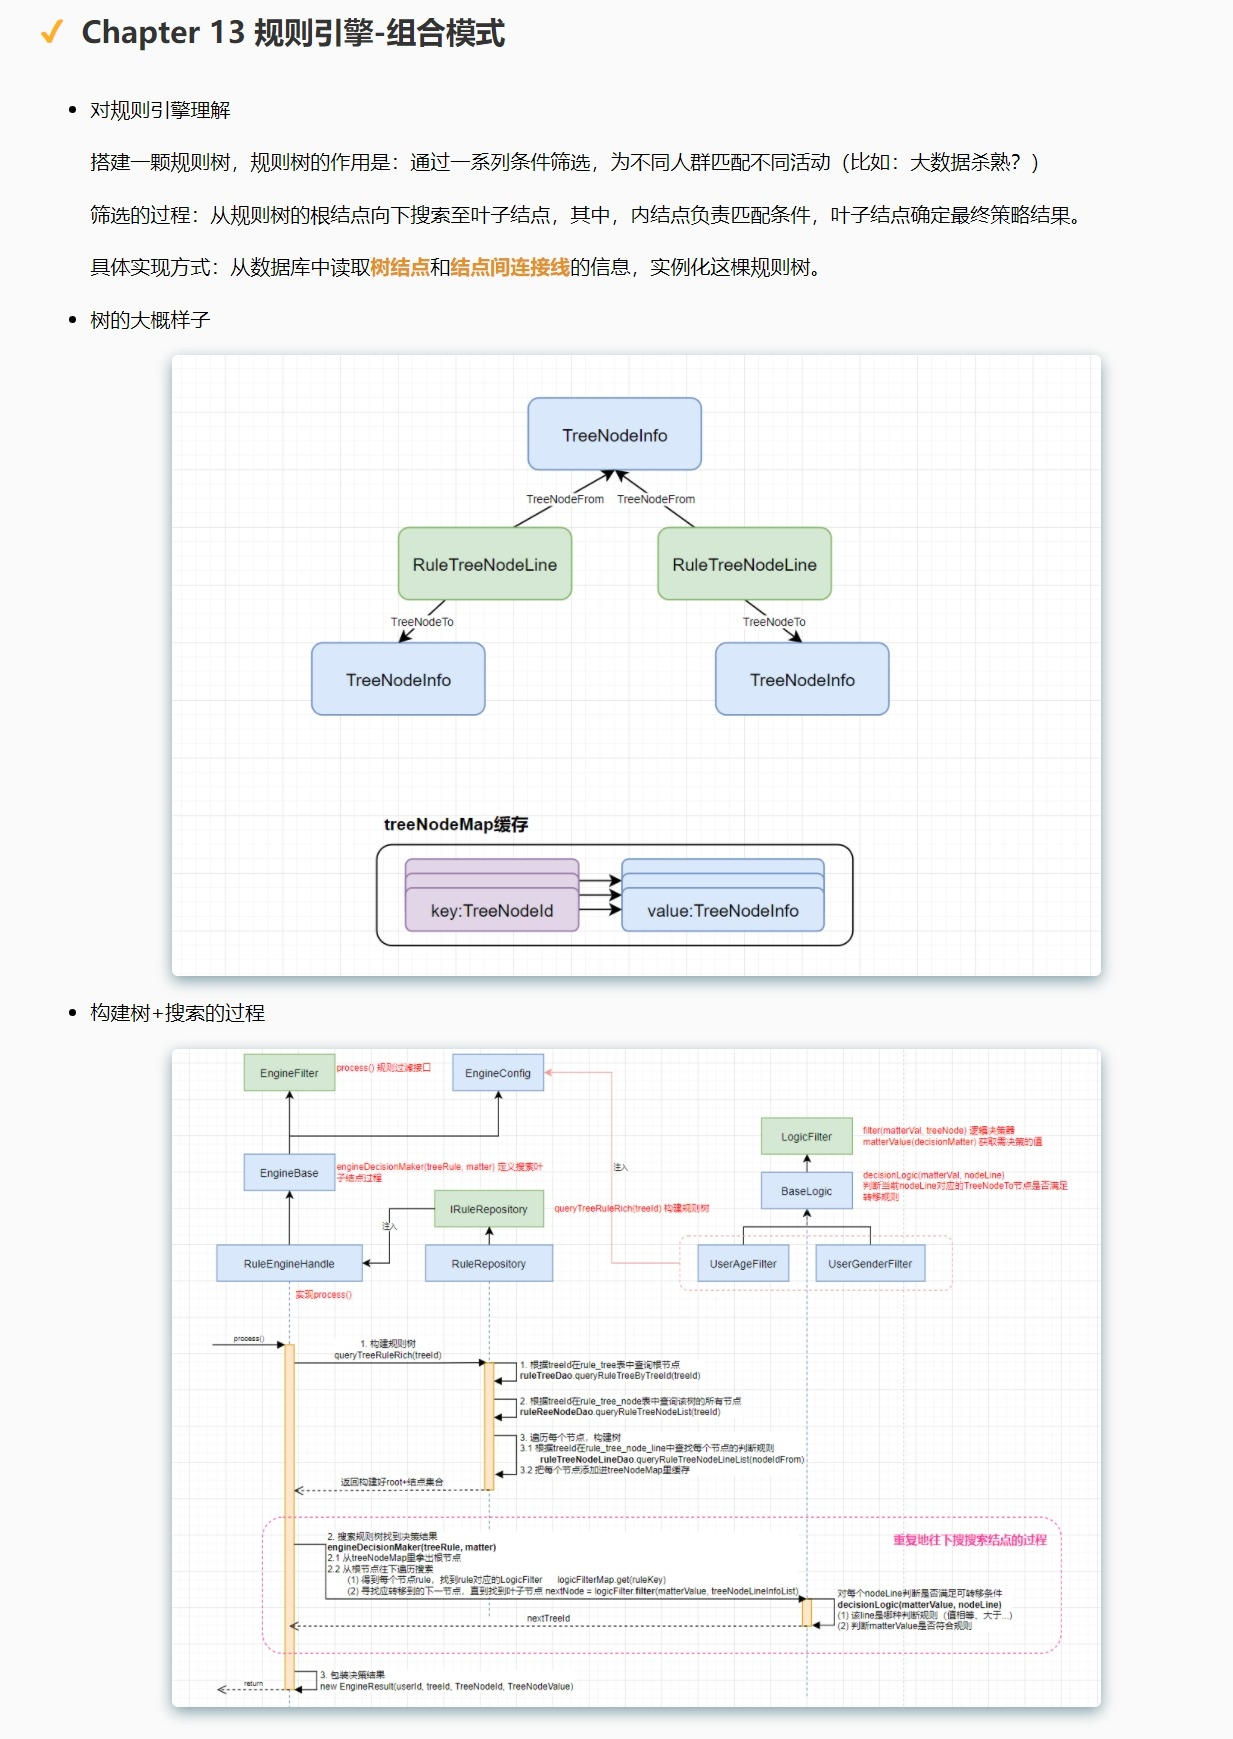 Chapter 13 规则引擎-组合模式
对规则引擎理解
搭建一颗规则树，规则树的作用是：通过一系列条件筛选，为不同人群匹配不同活动（比如：大数据杀熟？）
筛选的过程：从规则树的根结点向下搜索至叶子结点，其中，内结点负责匹配条件，叶子结点确定最终策略结果。
具体实现方式：从数据库中读取树结点和结点间连接线的信息，实例化这棵规则树。
树的大概样子
TreeNodeInfo
TreeNodeFrom TreeNodeFrom
RuleTreeNodeLine RuleTreeNodeLine
TreeNodeTo TreeNodeTo
TreeNodeInfo TreeNodeInfo
treeNodeMap缓存
key:TreeNodeId value:TreeNodeInfo
构建树+搜索的过程
EngineFilter
process() 规则过滤接口
EngineConfig
LogicFilter
filter(matterVal, treeNode) 逻辑决策器
matterValue(decisionMatter) 获取需决策的值
EngineBase
engineDecisionMaker(treeRule, matter) 定义搜索叶
子结点过程
注入
BaseLogic
decisionLogic(matterVal, nodeLine)
判断当前nodeLine对应的TreeNodeTo节点是否满足
转移规则
IRuleRepository
queryTreeRuleRich(treeId) 构建规则树
注入
RuleEngineHandle
RuleRepository
UserAgeFilter
UserGenderFilter
实现process()
process()
1. 构建规则树
queryTreeRuleRich(treeId)
1. 根据treeId在rule_tree表中查询根节点
ruleTreeDao.queryRuleTreeByTreeId(treeId)
2. 根据treeId在rule_tree_node表中查询该树的所有节点
ruleReeNodeDao.queryRuleTreeNodeList(treeId)
3. 遍历每个节点，构建树
3.1 根据treeId在rule_tree_node_line中查找每个节点的判断规则
ruleTreeNodeLineDao.queryRuleTreeNodeLineList(nodeIdFrom)
3.2 把每个节点添加进treeNodeMap里缓存
返回构建好root+结点集合
重复地往下搜搜索结点的过程
2. 搜索规则树找到决策结果
engineDecisionMaker(treeRule, matter)
2.1 从treeNodeMap里拿出根节点
2.2 从根节点往下遍历搜索
(1) 得到每个节点rule，找到rule对应的LogicFilter logicFilterMap.get(ruleKey)
(2) 寻找应转移到的下一节点，直到找到叶子节点 nextNode = logicFilter.filter(matterValue, treeNodeLineInfoList)
对每个nodeLine判断是否满足可转移条件
decisionLogic(matterValue, nodeLine)
(1) 该line是哪种判断规则（值相等、大于...）
(2) 判断matterValue是否符合规则
nextTreeId
3. 包装决策结果
new EngineResult(userId, treeId, TreeNodeId, TreeNodeValue)
return